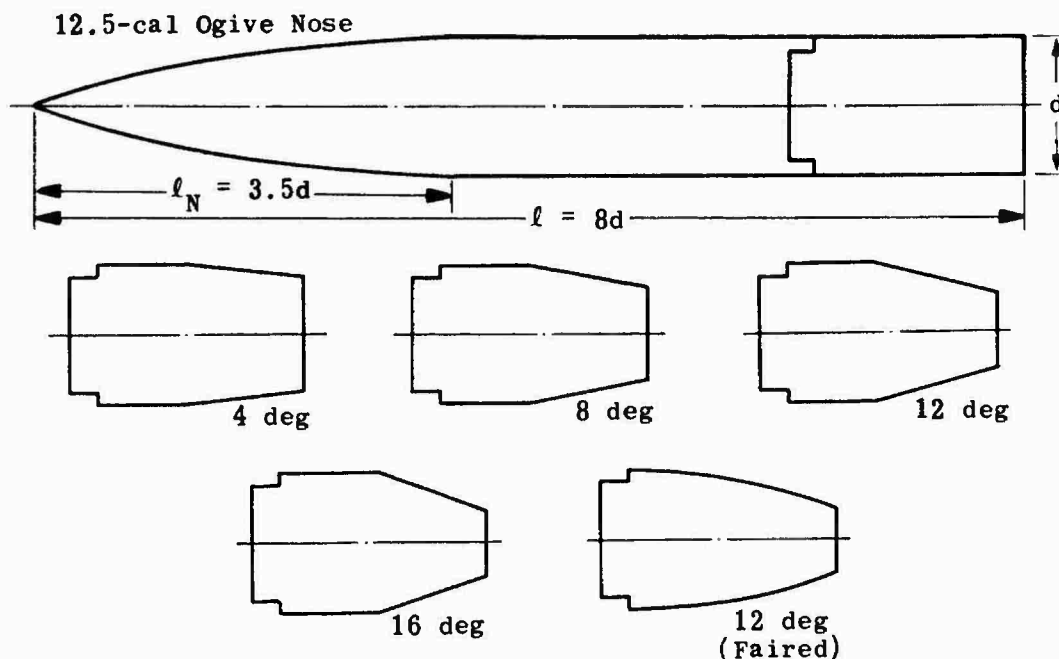 12.5-cal Ogive Nose
d
ℓN = 3.5d
ℓ = 8d
4 deg
8 deg
12 deg
16 deg
12 deg
(Faired)